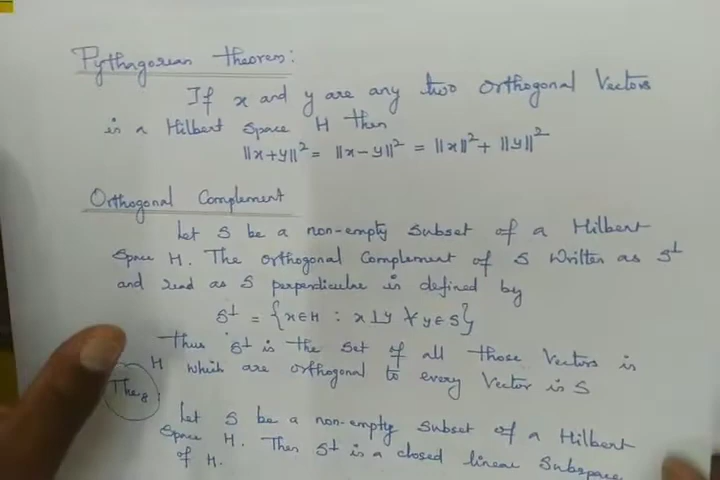 Pythagorean theorem:
If x and y are any two orthogonal Vectors
in a Hilbert space H then
||x+y||² = ||x-y||² = ||x||² + ||y||²
Orthogonal Complement
Let S be a non-empty subset of a Hilbert
space H. The orthogonal Complement of S written as S⊥
and read as S perpendicular is defined by
S⊥ = {x∈H : x⊥y ∀ y∈S}
Thus S⊥ is the set of all those vectors in
H which are orthogonal to every vector in S
The 8:
Let S be a non-empty subset of a Hilbert
space H. Then S⊥ is a closed linear subspace
of H.